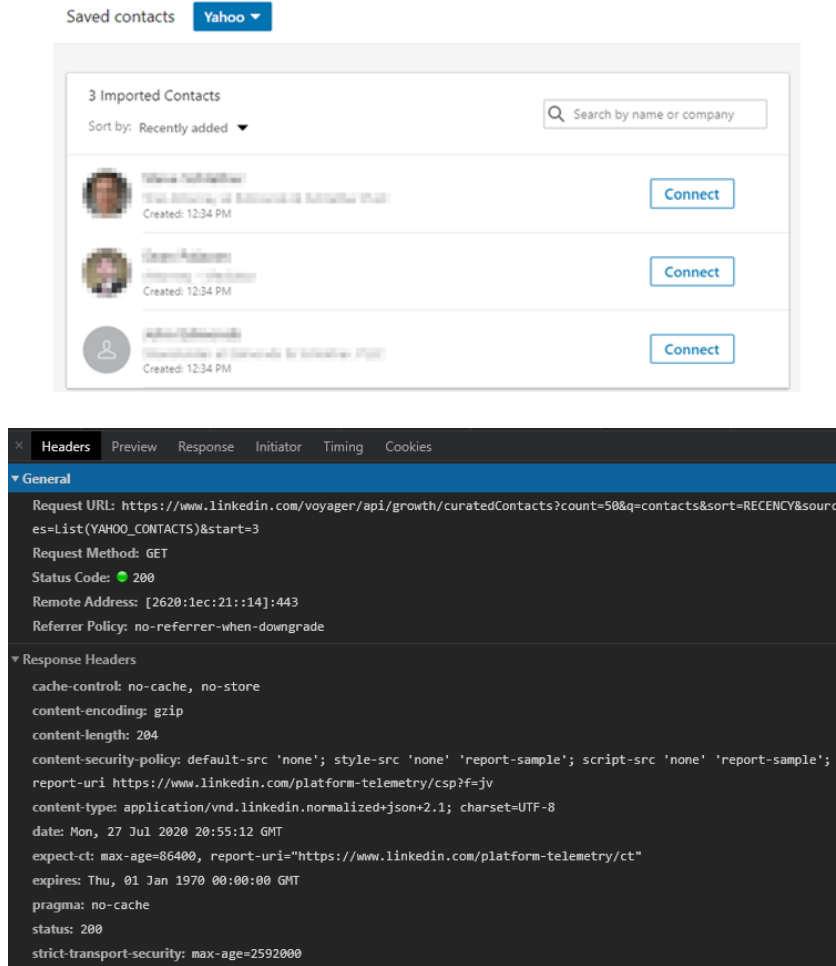 Saved contacts Yahoo
3 Imported Contacts
Sort by: Recently added
Search by name or company
Created: 12:34 PM
Connect
Created: 12:34 PM
Connect
Created: 12:34 PM
Connect
× Headers Preview Response Initiator Timing Cookies
General
Request URL: https://www.linkedin.com/voyager/api/growth/curatedContacts?count=50&q=contacts&sort=RECENCY&sourc
es=List(YAHOO_CONTACTS)&start=3
Request Method: GET
Status Code: 200
Remote Address: [2620:1ec:21::14]:443
Referrer Policy: no-referrer-when-downgrade
Response Headers
cache-control: no-cache, no-store
content-encoding: gzip
content-length: 204
content-security-policy: default-src 'none'; style-src 'none' 'report-sample'; script-src 'none' 'report-sample';
report-uri https://www.linkedin.com/platform-telemetry/csp?f=jv
content-type: application/vnd.linkedin.normalized+json+2.1; charset=UTF-8
date: Mon, 27 Jul 2020 20:55:12 GMT
expect-ct: max-age=86400, report-uri="https://www.linkedin.com/platform-telemetry/ct"
expires: Thu, 01 Jan 1970 00:00:00 GMT
pragma: no-cache
status: 200
strict-transport-security: max-age=2592000